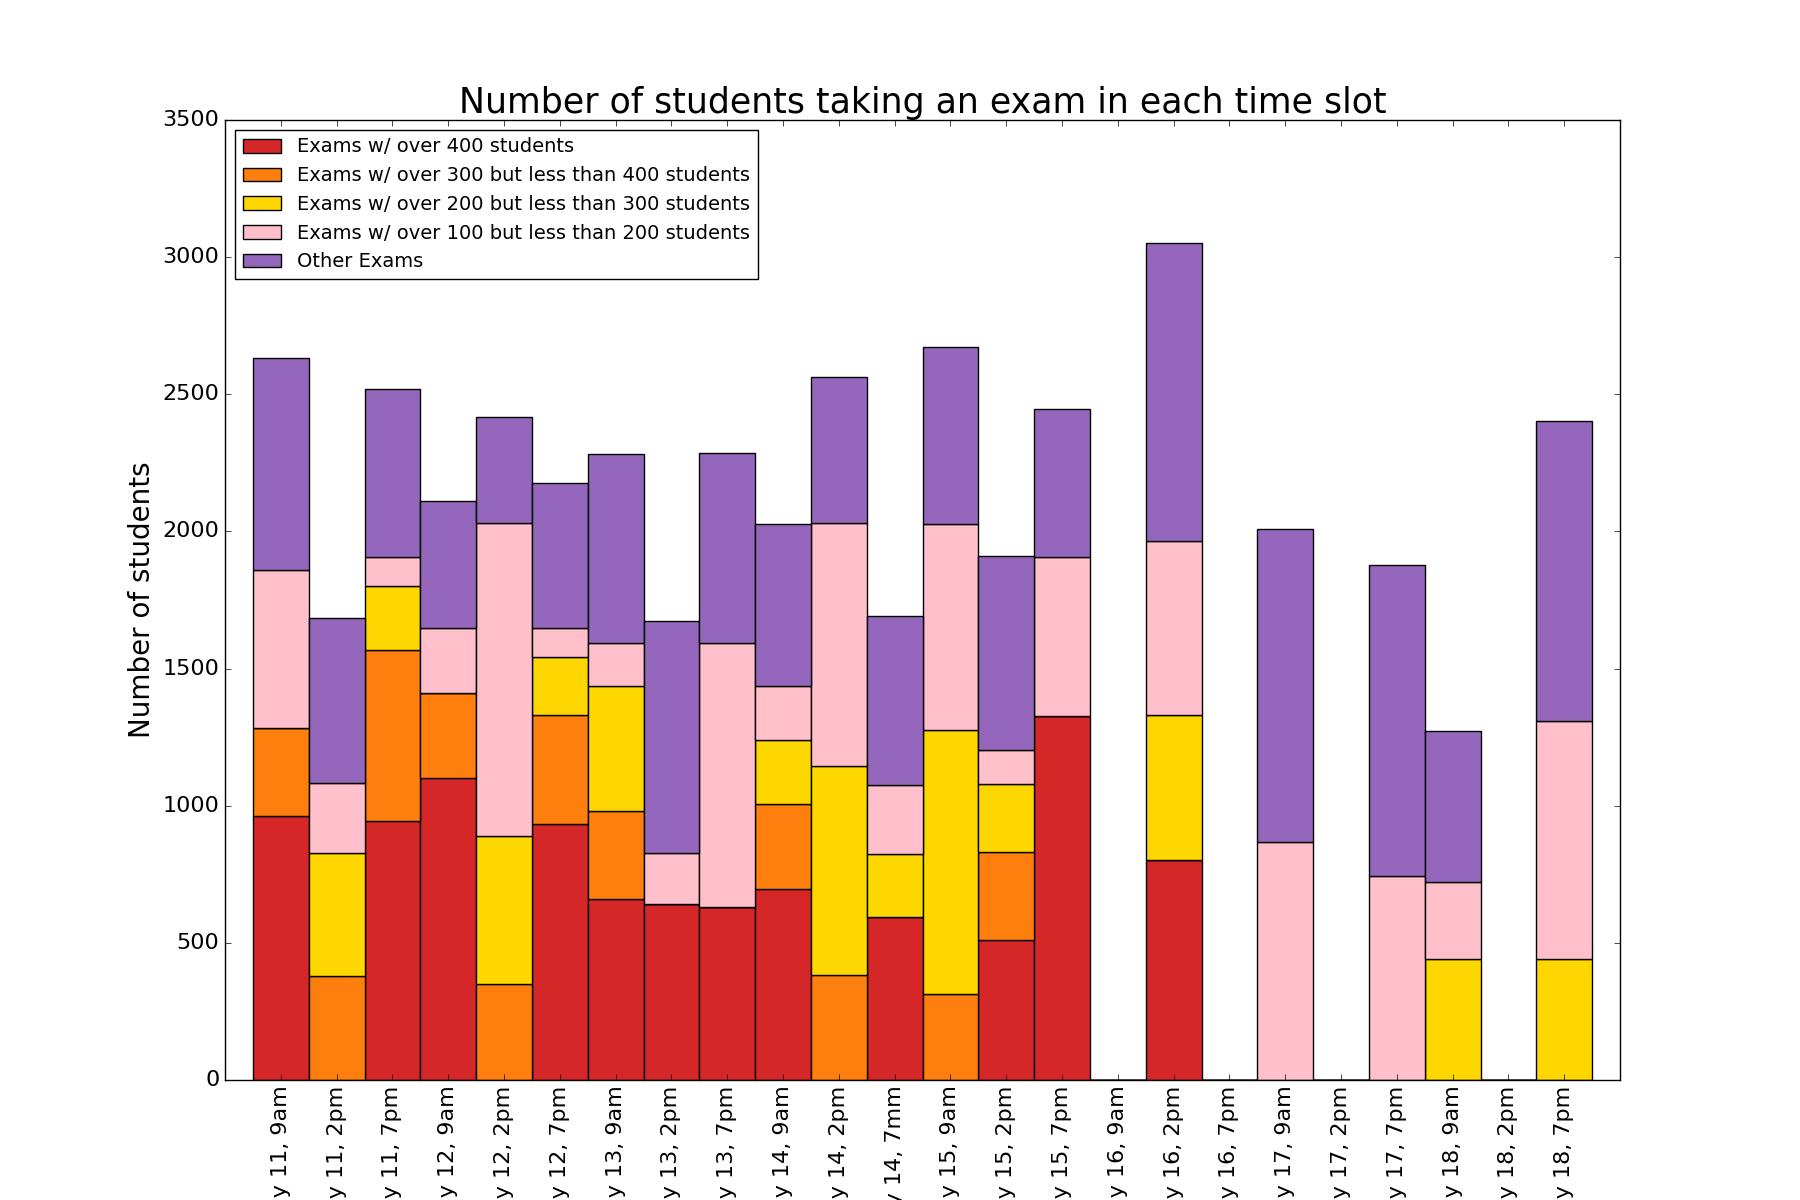 Number of students taking an exam in each time slot
3500
3000
2500
2000
1500
1000
500
0
Number of students
Exams w/ over 400 students
Exams w/ over 300 but less than 400 students
Exams w/ over 200 but less than 300 students
Exams w/ over 100 but less than 200 students
Other Exams
y 11, 9am
y 11, 2pm
y 11, 7pm
y 12, 9am
y 12, 2pm
y 12, 7pm
y 13, 9am
y 13, 2pm
y 13, 7pm
y 14, 9am
y 14, 2pm
y 14, 7mm
y 15, 9am
y 15, 2pm
y 15, 7pm
y 16, 9am
y 16, 2pm
y 16, 7pm
y 17, 9am
y 17, 2pm
y 17, 7pm
y 18, 9am
y 18, 2pm
y 18, 7pm